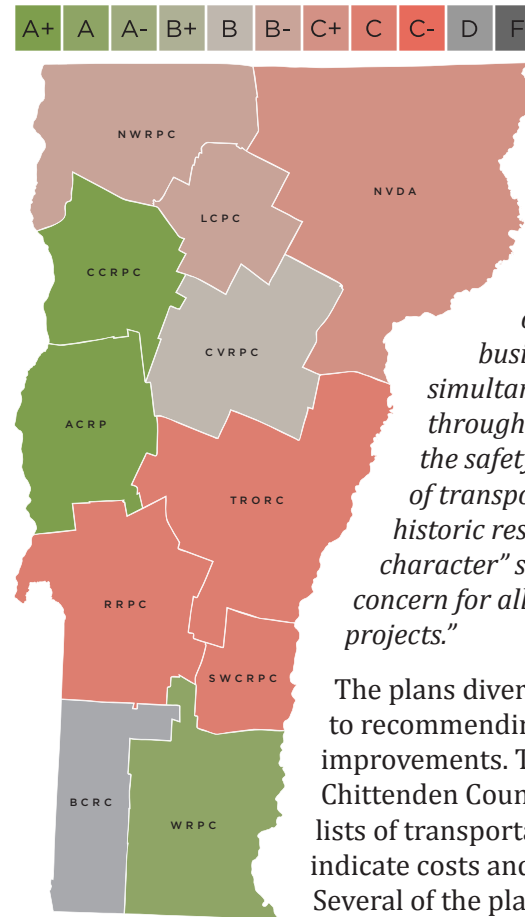 A+ A A- B+ B B- C+ C C- D F
NWRPC
NVDA
LCPC
CCRPC
CVRPC
ACRP
TRORC
RRPC
SWCRPC
BCRC
WRPC
busi
simultan
through
the safety
of transpo
historic res
character” s
concern for all
projects.”
The plans diver
to recommendin
improvements. T
Chittenden Coun
lists of transporta
indicate costs and
Several of the pla